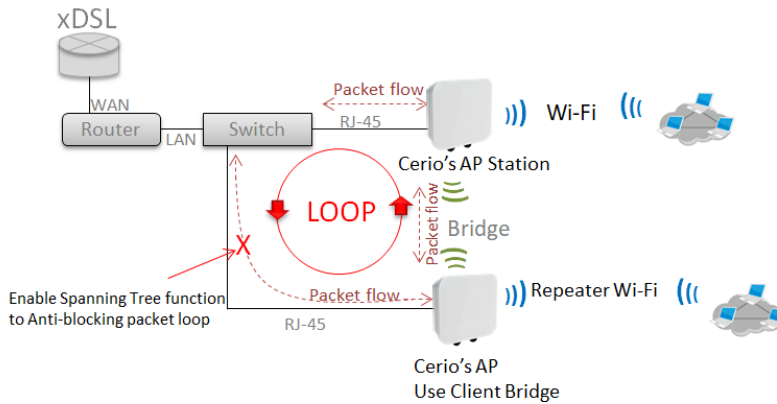 xDSL
WAN
Router
LAN
Switch
RJ-45
Packet flow
Wi-Fi
Cerio's AP Station
LOOP
Packet flow
Bridge
X
Enable Spanning Tree function
to Anti-blocking packet loop
Packet flow
RJ-45
Repeater Wi-Fi
Cerio's AP
Use Client Bridge